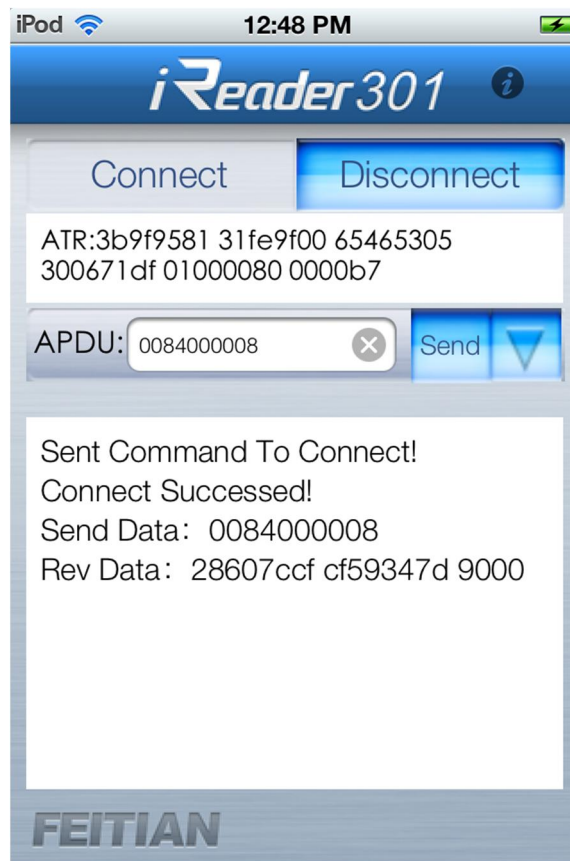 iPod 12:48 PM
iReader301 i
Connect Disconnect
ATR:3b9f9581 31fe9f00 65465305
300671df 01000080 0000b7
APDU: 0084000008 Send
Sent Command To Connect!
Connect Successed!
Send Data: 0084000008
Rev Data: 28607ccf cf59347d 9000
FEITIAN